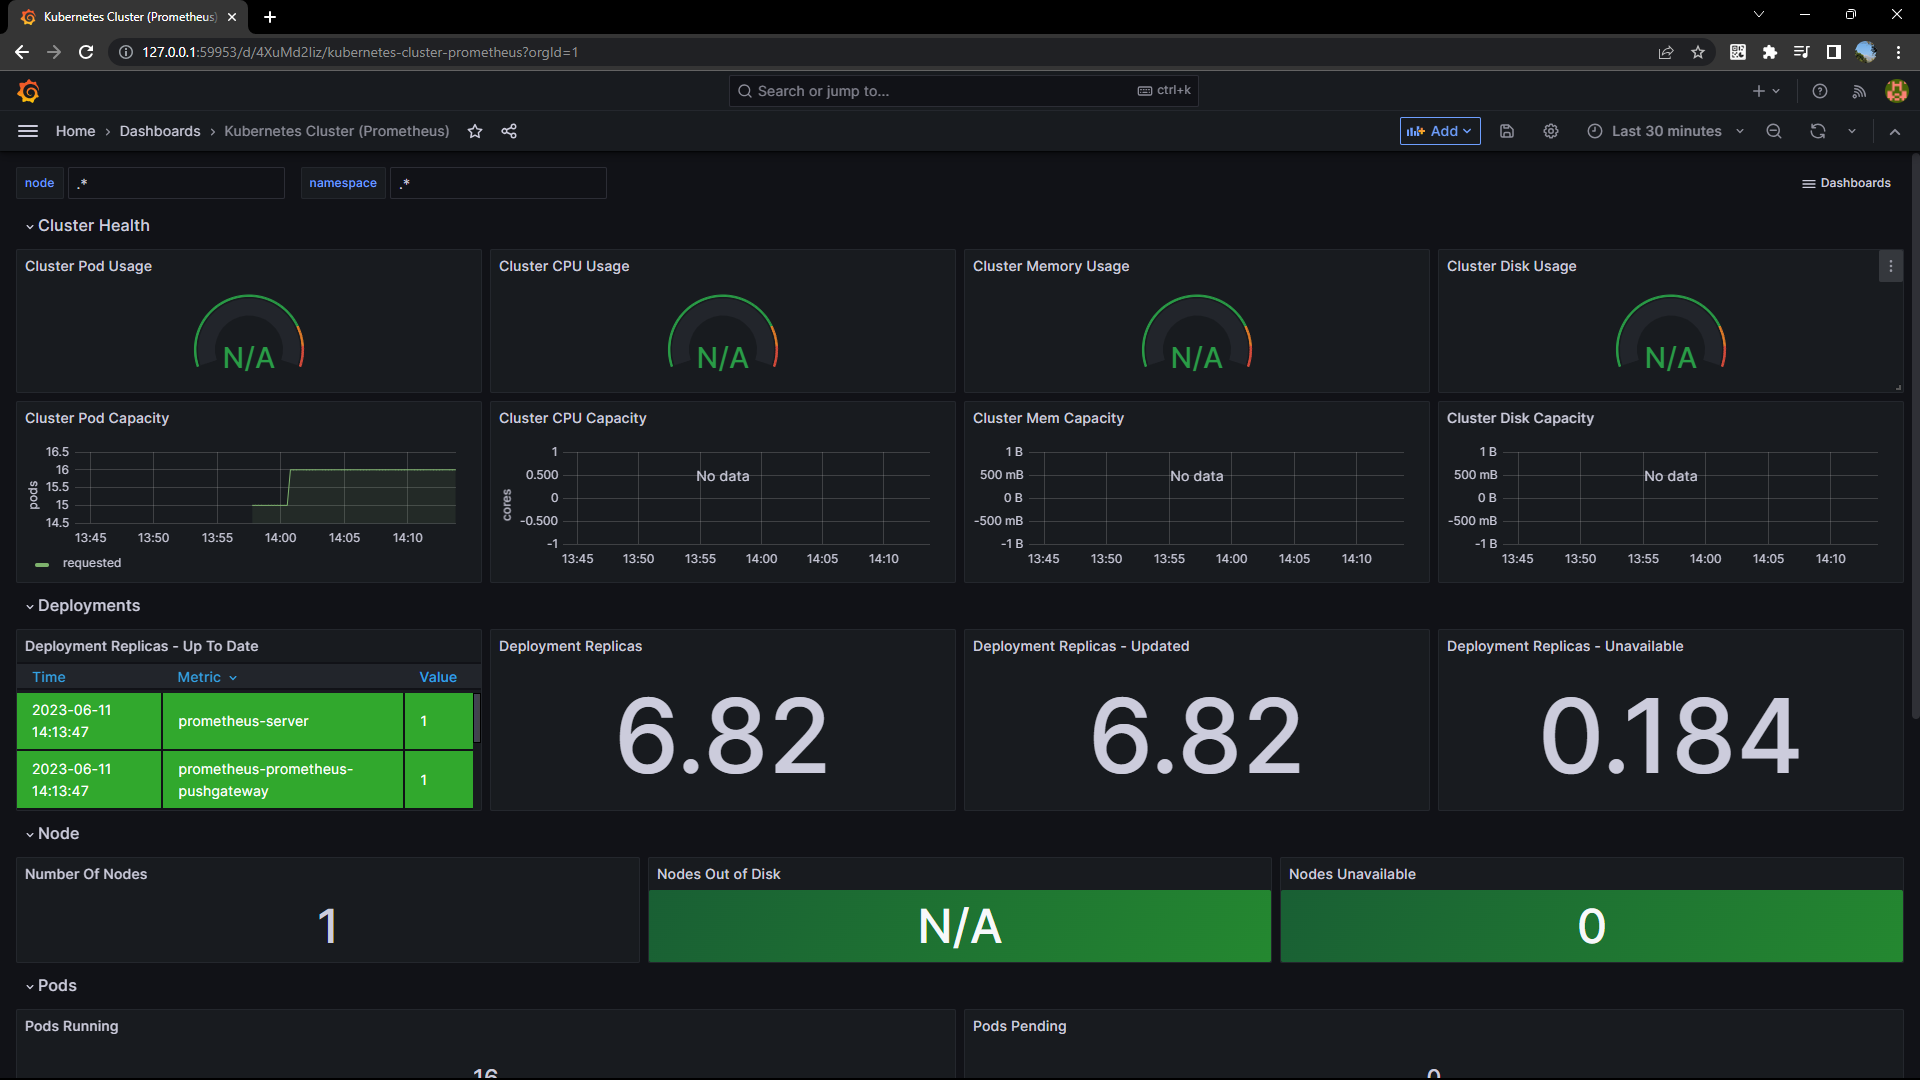 Kubernetes Cluster (Prometheus)
127.0.0.1:59953/d/4XuMd2Iiz/kubernetes-cluster-prometheus?orgId=1
Search or jump to... ctrl+k
Home › Dashboards › Kubernetes Cluster (Prometheus)
Add
Last 30 minutes
node .* namespace .*
Dashboards
Cluster Health
Cluster Pod Usage
N/A
Cluster CPU Usage
N/A
Cluster Memory Usage
N/A
Cluster Disk Usage
N/A
Cluster Pod Capacity
pods
16.5
16
15.5
15
14.5
13:45 13:50 13:55 14:00 14:05 14:10
requested
Cluster CPU Capacity
cores
1
0.500
0
-0.500
-1
No data
13:45 13:50 13:55 14:00 14:05 14:10
Cluster Mem Capacity
1 B
500 mB
0 B
-500 mB
-1 B
No data
13:45 13:50 13:55 14:00 14:05 14:10
Cluster Disk Capacity
1 B
500 mB
0 B
-500 mB
-1 B
No data
13:45 13:50 13:55 14:00 14:05 14:10
Deployments
Deployment Replicas - Up To Date
Time Metric Value
2023-06-11
14:13:47
prometheus-server
1
2023-06-11
14:13:47
prometheus-prometheus-
pushgateway
1
Deployment Replicas
6.82
Deployment Replicas - Updated
6.82
Deployment Replicas - Unavailable
0.184
Node
Number Of Nodes
1
Nodes Out of Disk
N/A
Nodes Unavailable
0
Pods
Pods Running
16
Pods Pending
0